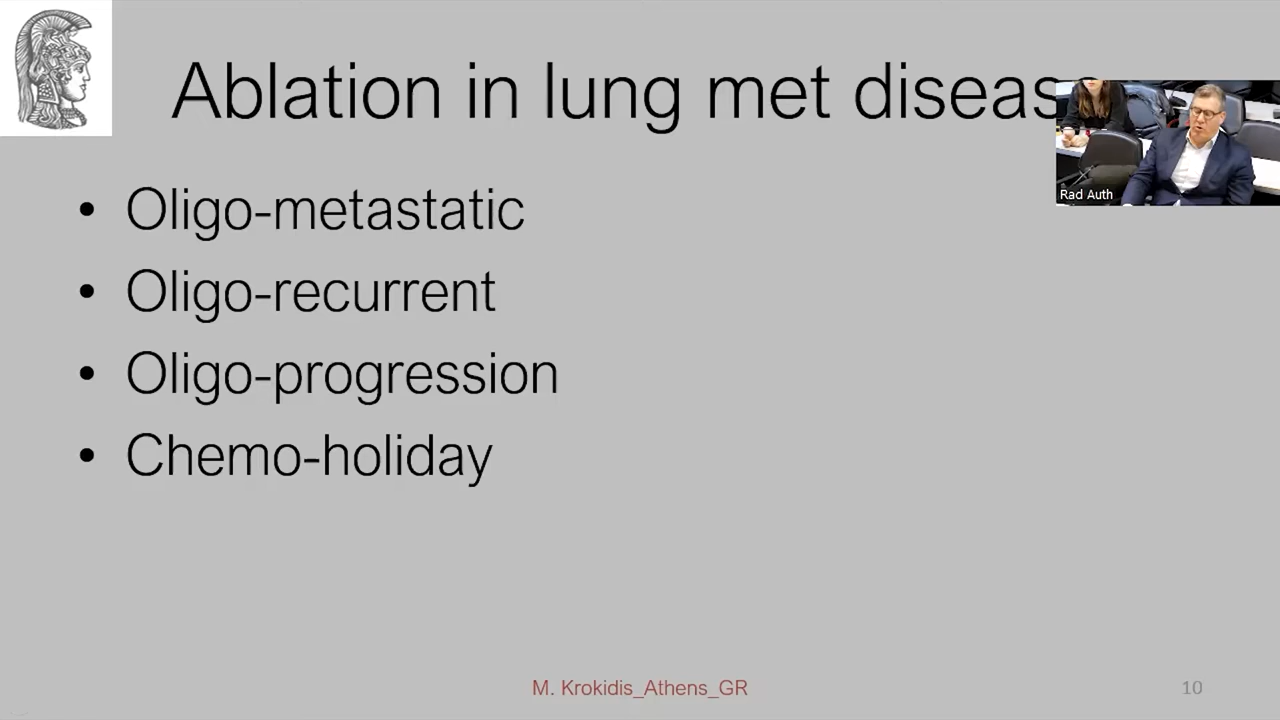 Ablation in lung met disease
Rad Auth
• Oligo-metastatic
• Oligo-recurrent
• Oligo-progression
• Chemo-holiday
M. Krokidis_Athens_GR
10